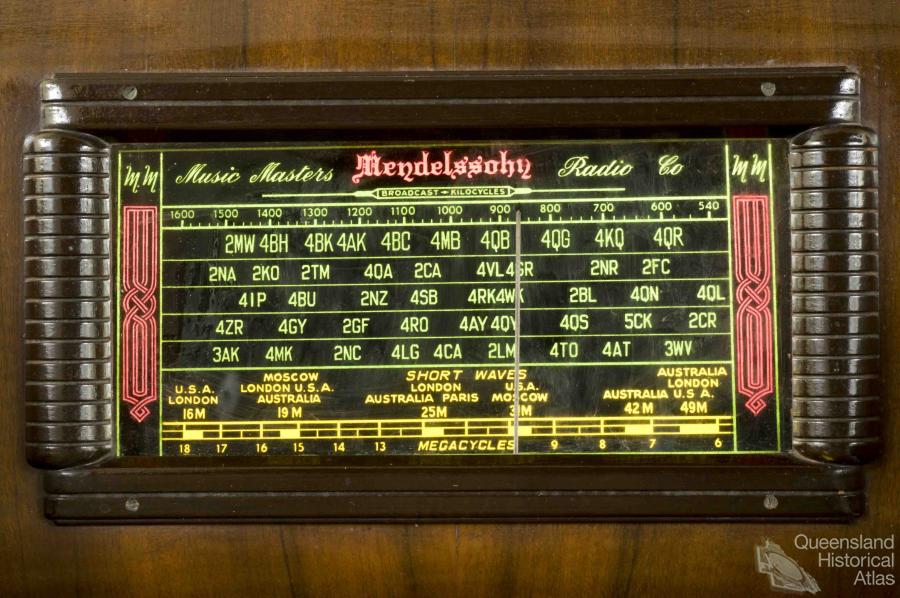 MM Music Masters Mendelssohn Radio Co MM
BROADCAST - KILOCYCLES
1600 1500 1400 1300 1200 1100 1000 900 800 700 600 540
2MW 4BH 4BK 4AK 4BC 4MB 4QB 4QG 4KQ 4QR
2NA 2KO 2TM 4QA 2CA 4VL 4GR 2NR 2FC
4IP 4BU 2NZ 4SB 4RK 4WK 2BL 4QN 4QL
4ZR 4GY 2GF 4RO 4AY 4QY 4QS 5CK 2CR
3AK 4MK 2NC 4LG 4CA 2LM 4TO 4AT 3WV
SHORT WAVES
U.S.A. LONDON 16M
MOSCOW LONDON U.S.A. AUSTRALIA 19M
LONDON AUSTRALIA PARIS 25M
U.S.A. MOSCOW 31M
AUSTRALIA 42M
AUSTRALIA LONDON U.S.A. 49M
18 17 16 15 14 13 MEGACYCLES 9 8 7 6
Queensland
Historical
Atlas